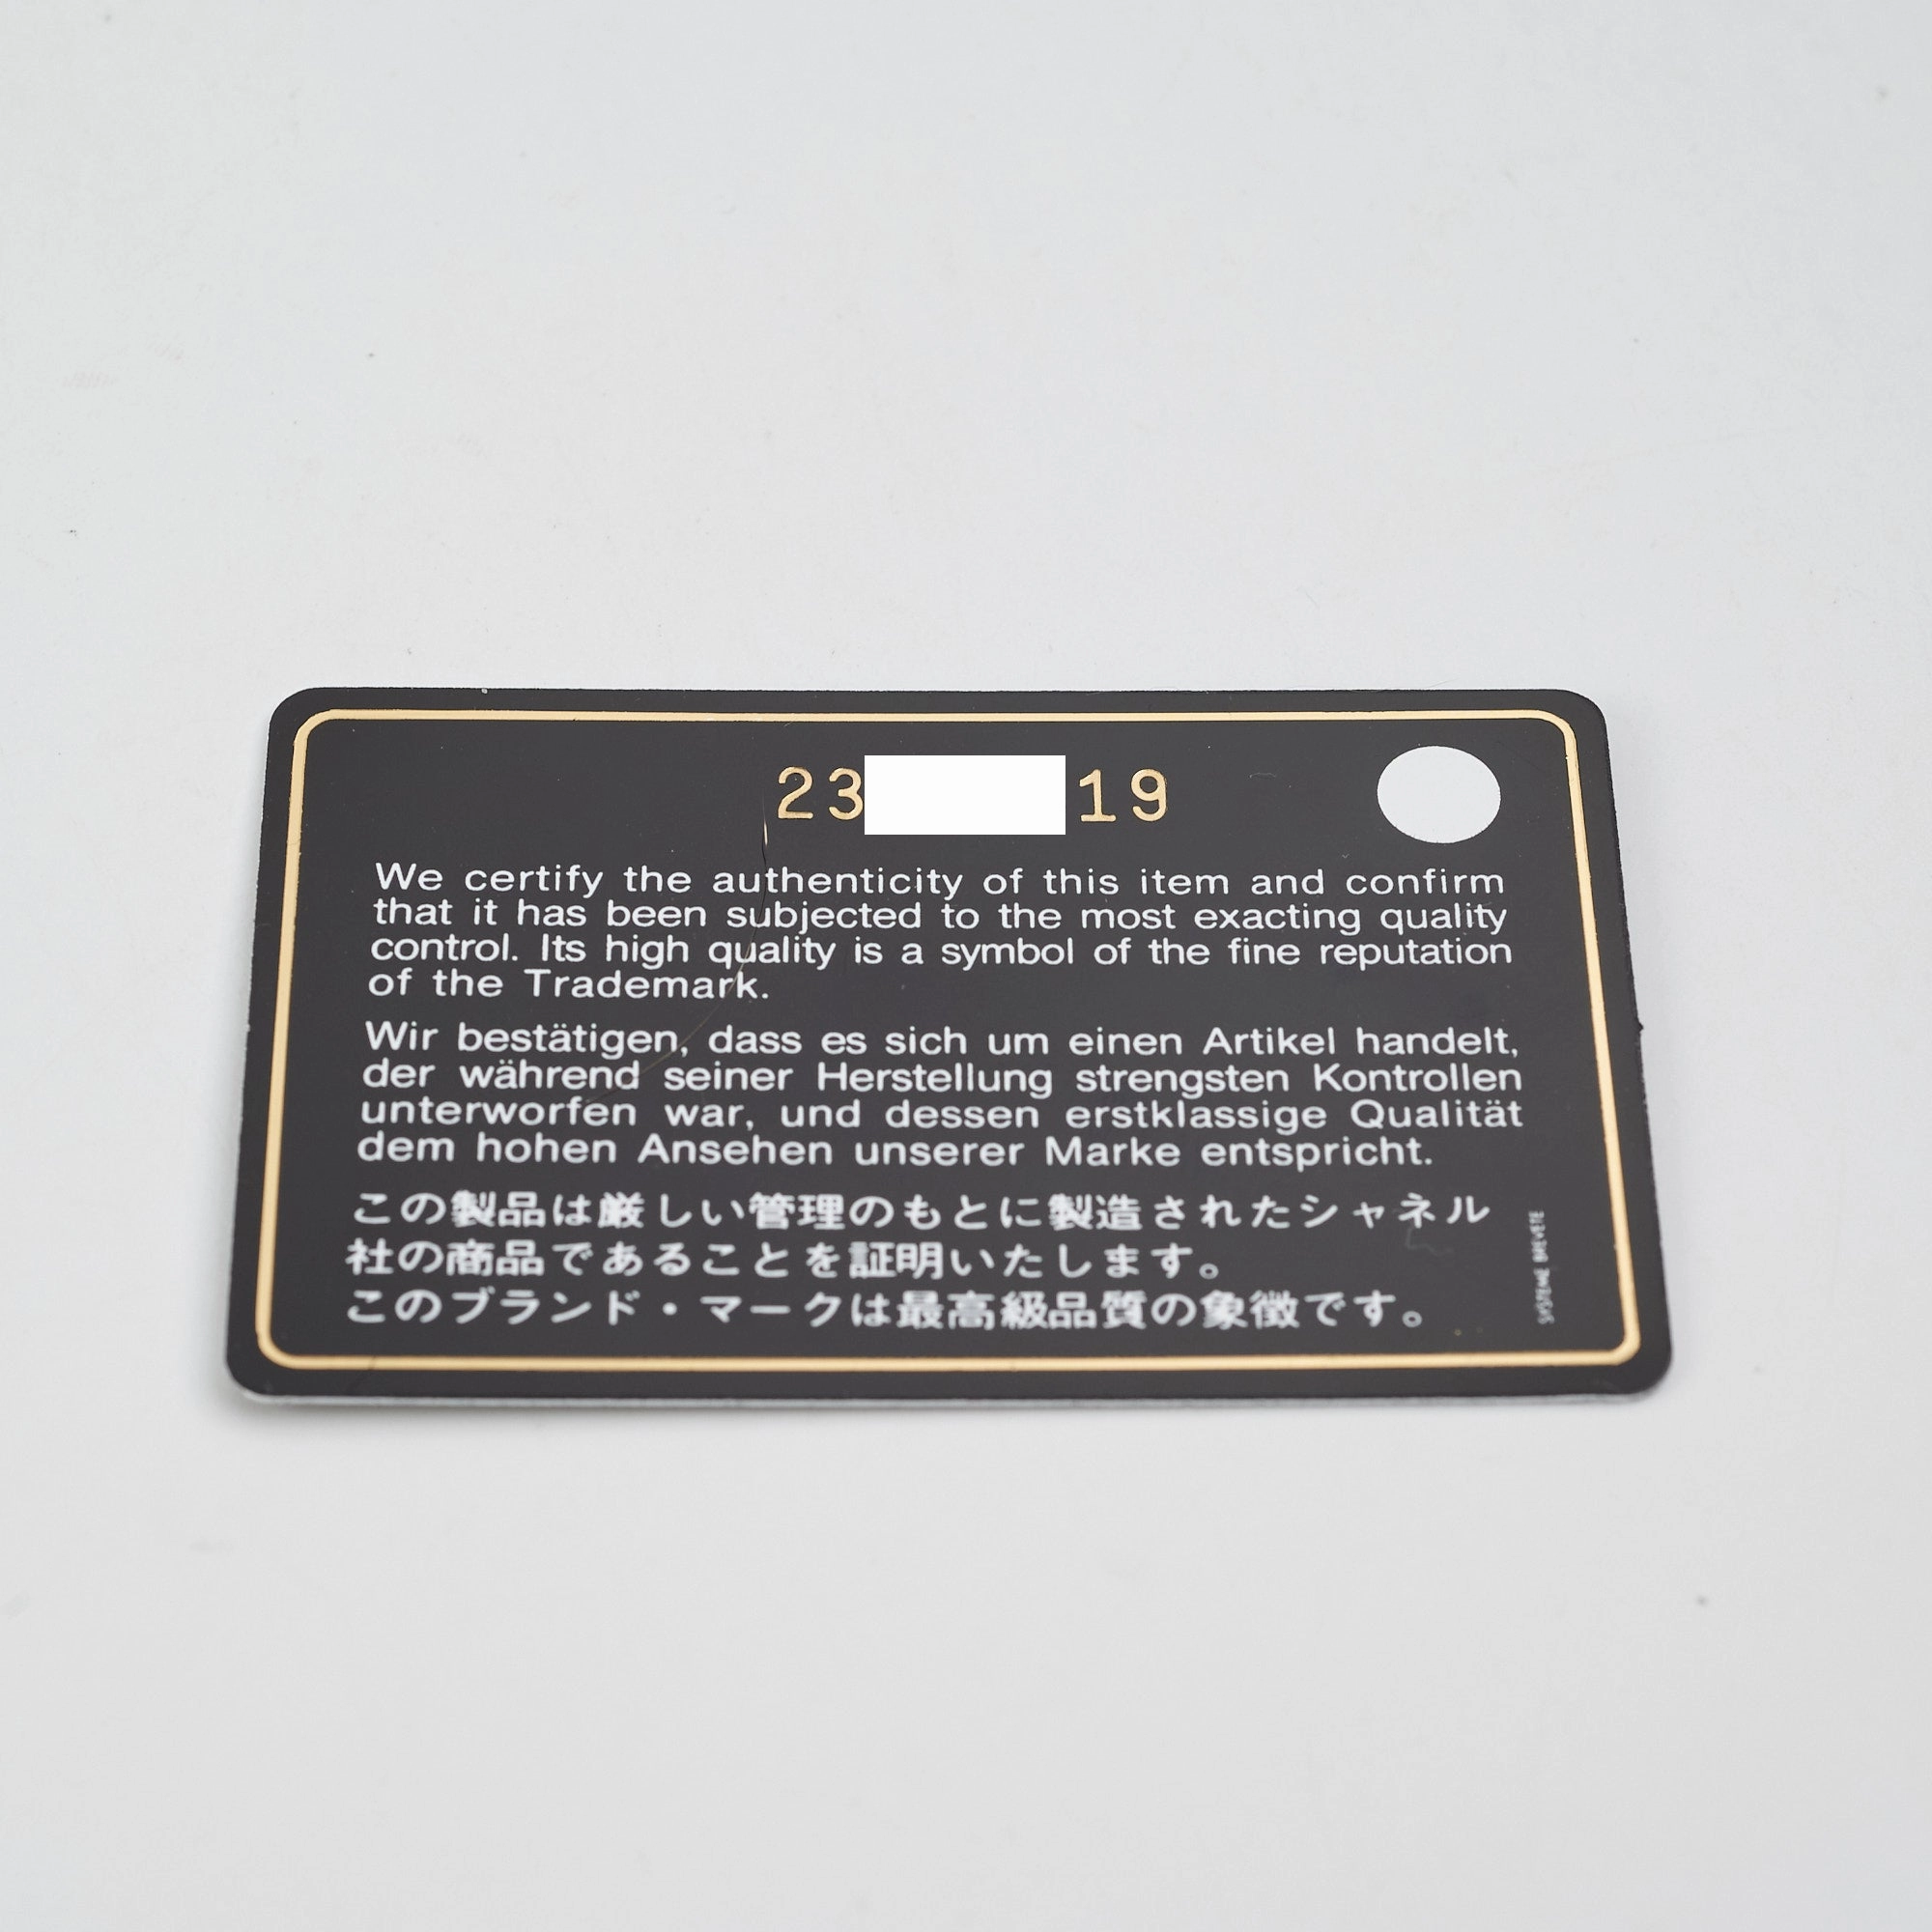 23 19
We certify the authenticity of this item and confirm
that it has been subjected to the most exacting quality
control. Its high quality is a symbol of the fine reputation
of the Trademark.
Wir bestätigen, dass es sich um einen Artikel handelt,
der während seiner Herstellung strengsten Kontrollen
unterworfen war, und dessen erstklassige Qualität
dem hohen Ansehen unserer Marke entspricht.
この製品は厳しい管理のもとに製造されたシャネル
社の商品であることを証明いたします。
このブランド・マークは最高級品質の象徴です。
SYSTEME BREVETE